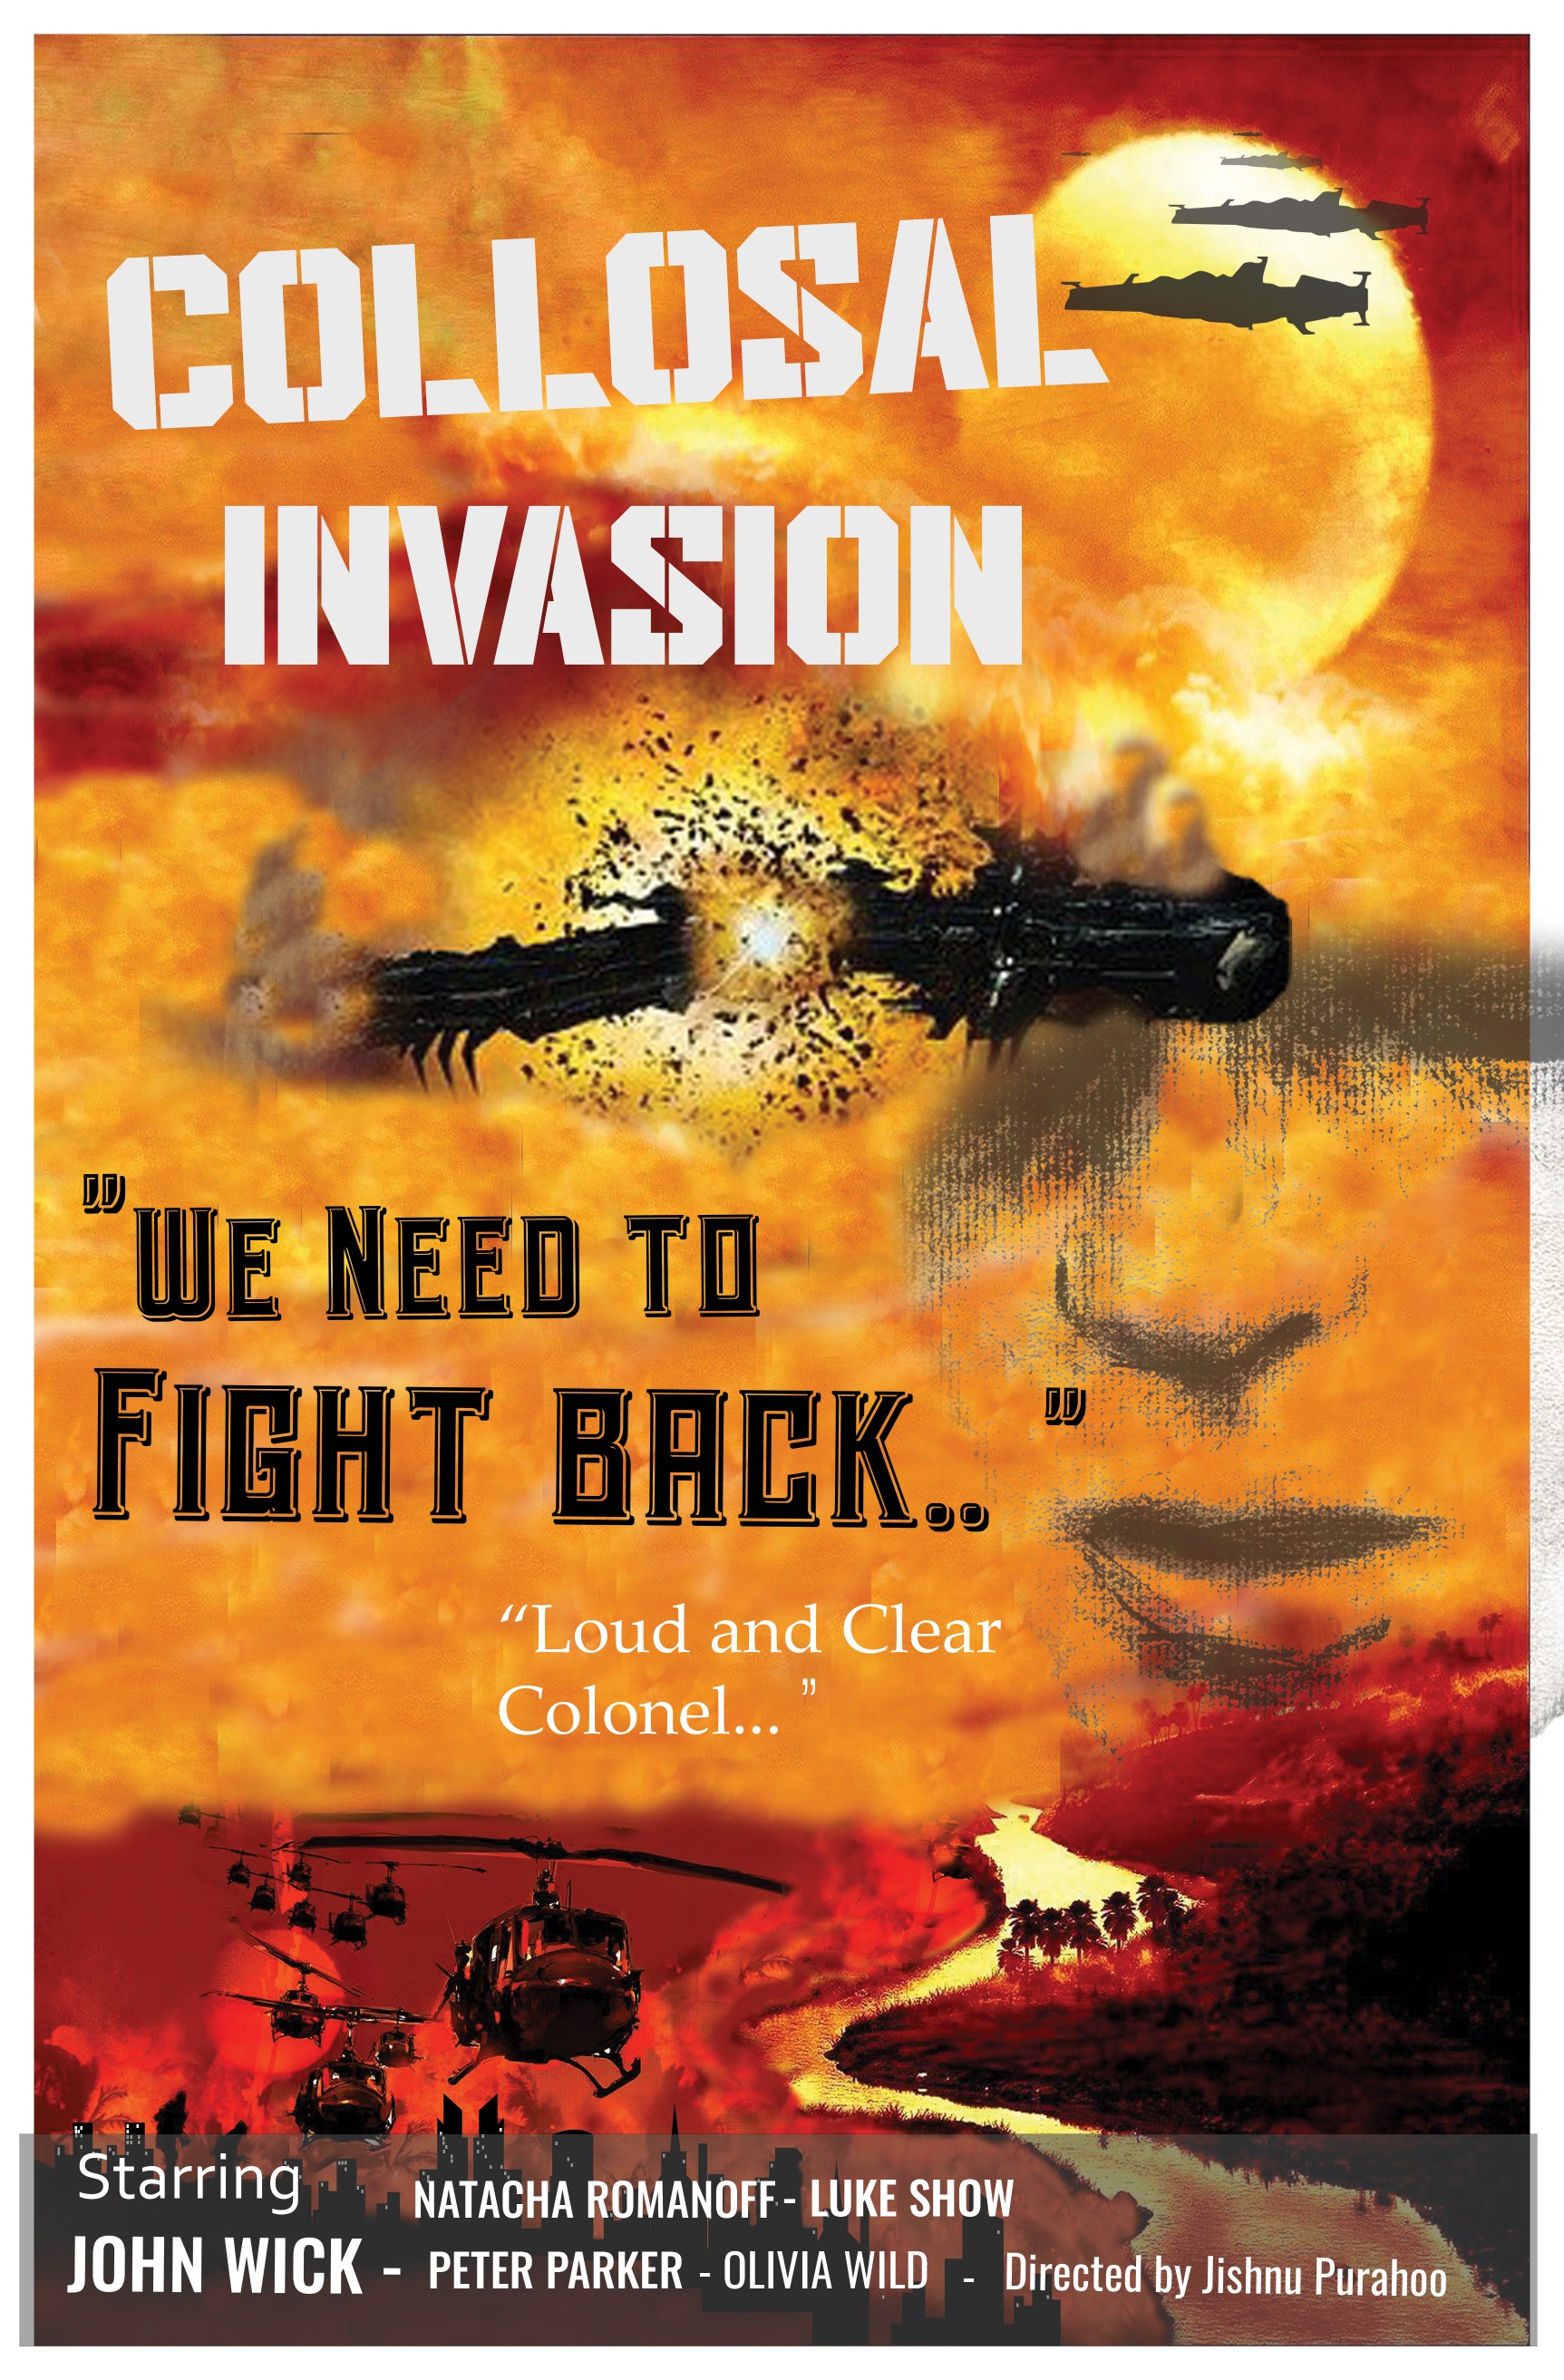 COLLOSAL
INVASION
"WE NEED TO
FIGHT BACK.. "
“Loud and Clear
Colonel... ”
Starring
NATACHA ROMANOFF - LUKE SHOW
JOHN WICK - PETER PARKER - OLIVIA WILD - Directed by Jishnu Purahoo